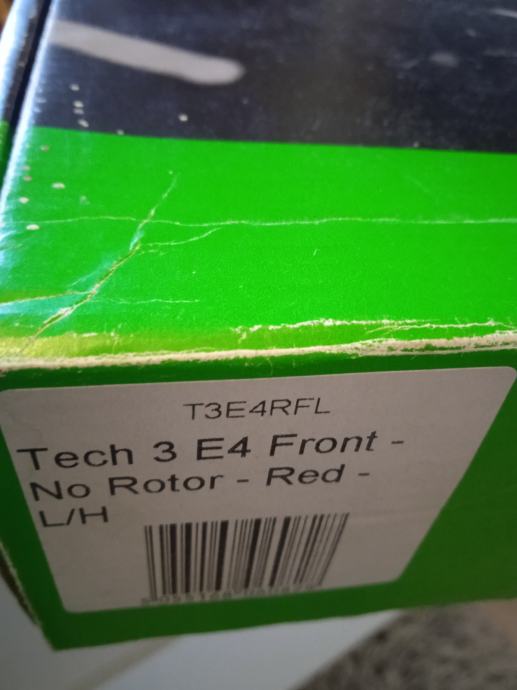 T3E4RFL
Tech 3 E4 Front -
No Rotor - Red -
L/H